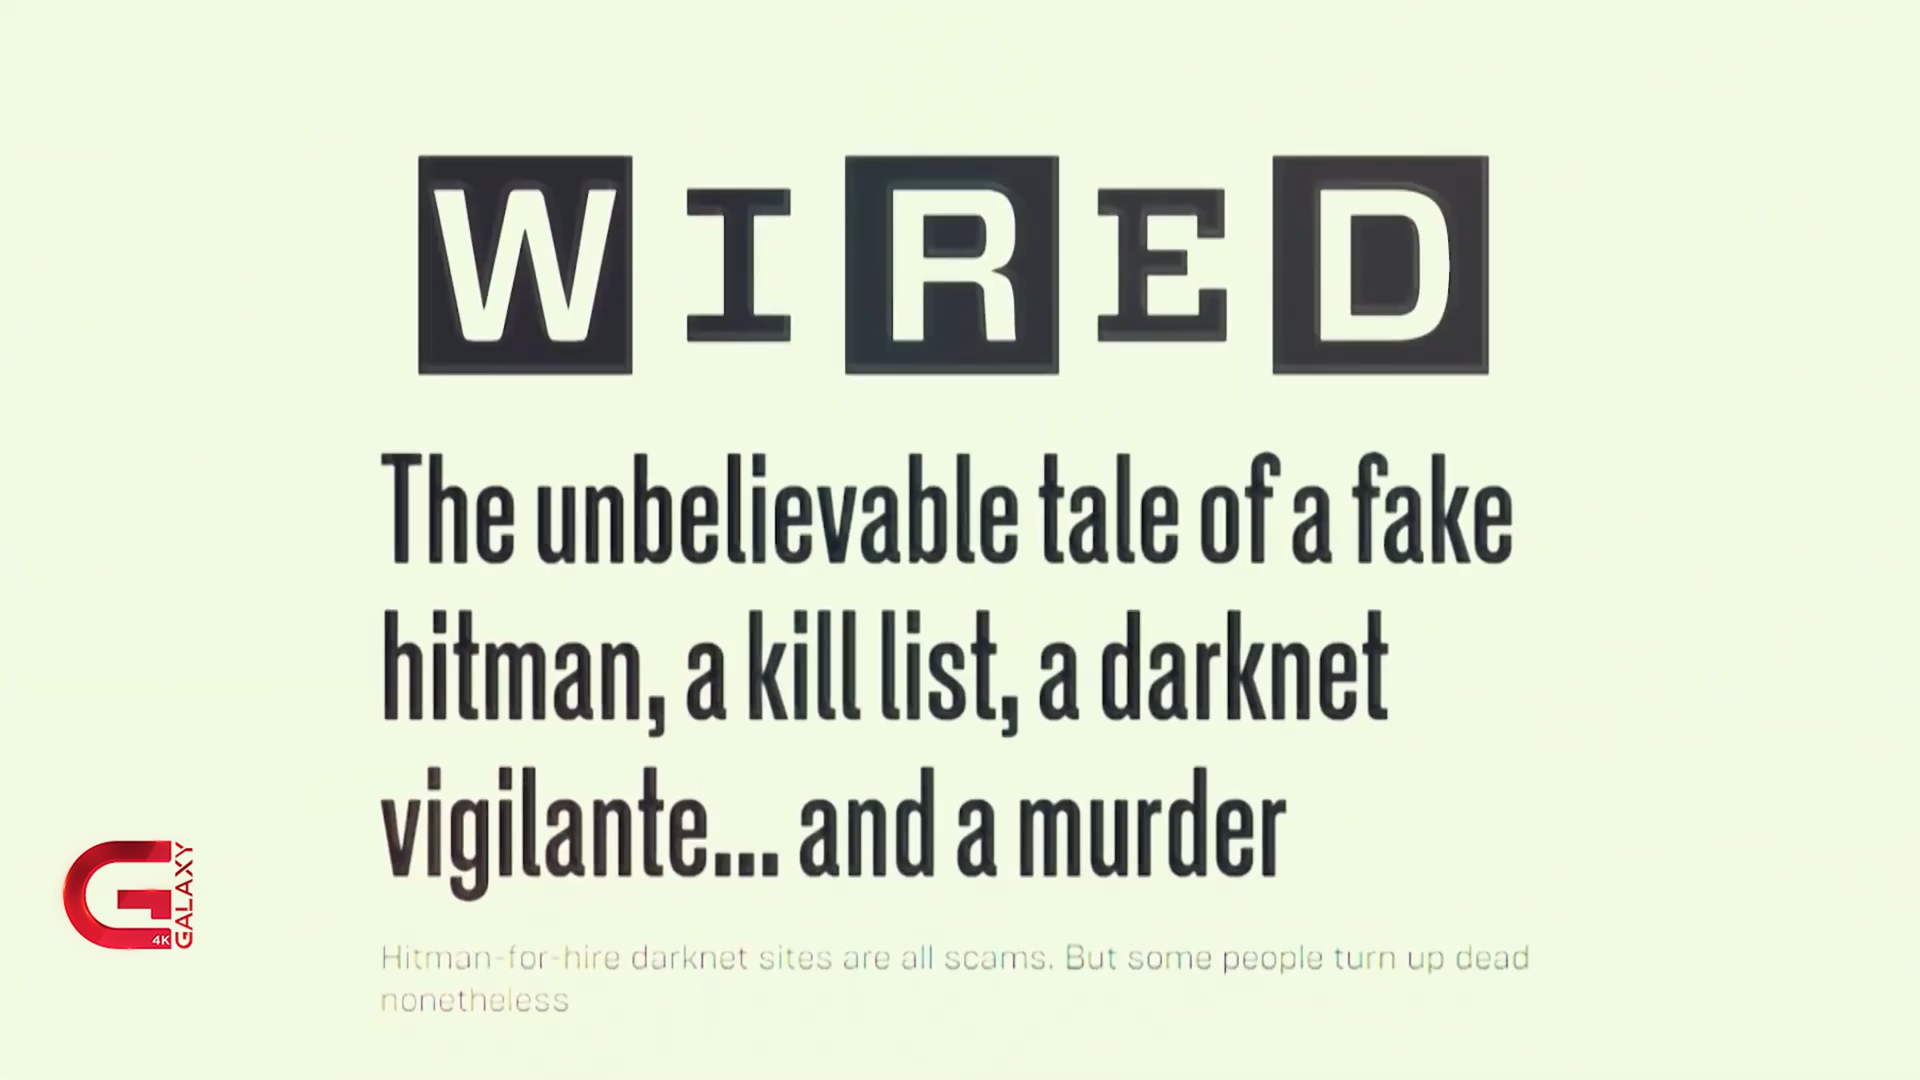 WIRED
The unbelievable tale of a fake
hitman, a kill list, a darknet
vigilante... and a murder
Hitman-for-hire darknet sites are all scams. But some people turn up dead
nonetheless
GALAXY
4K